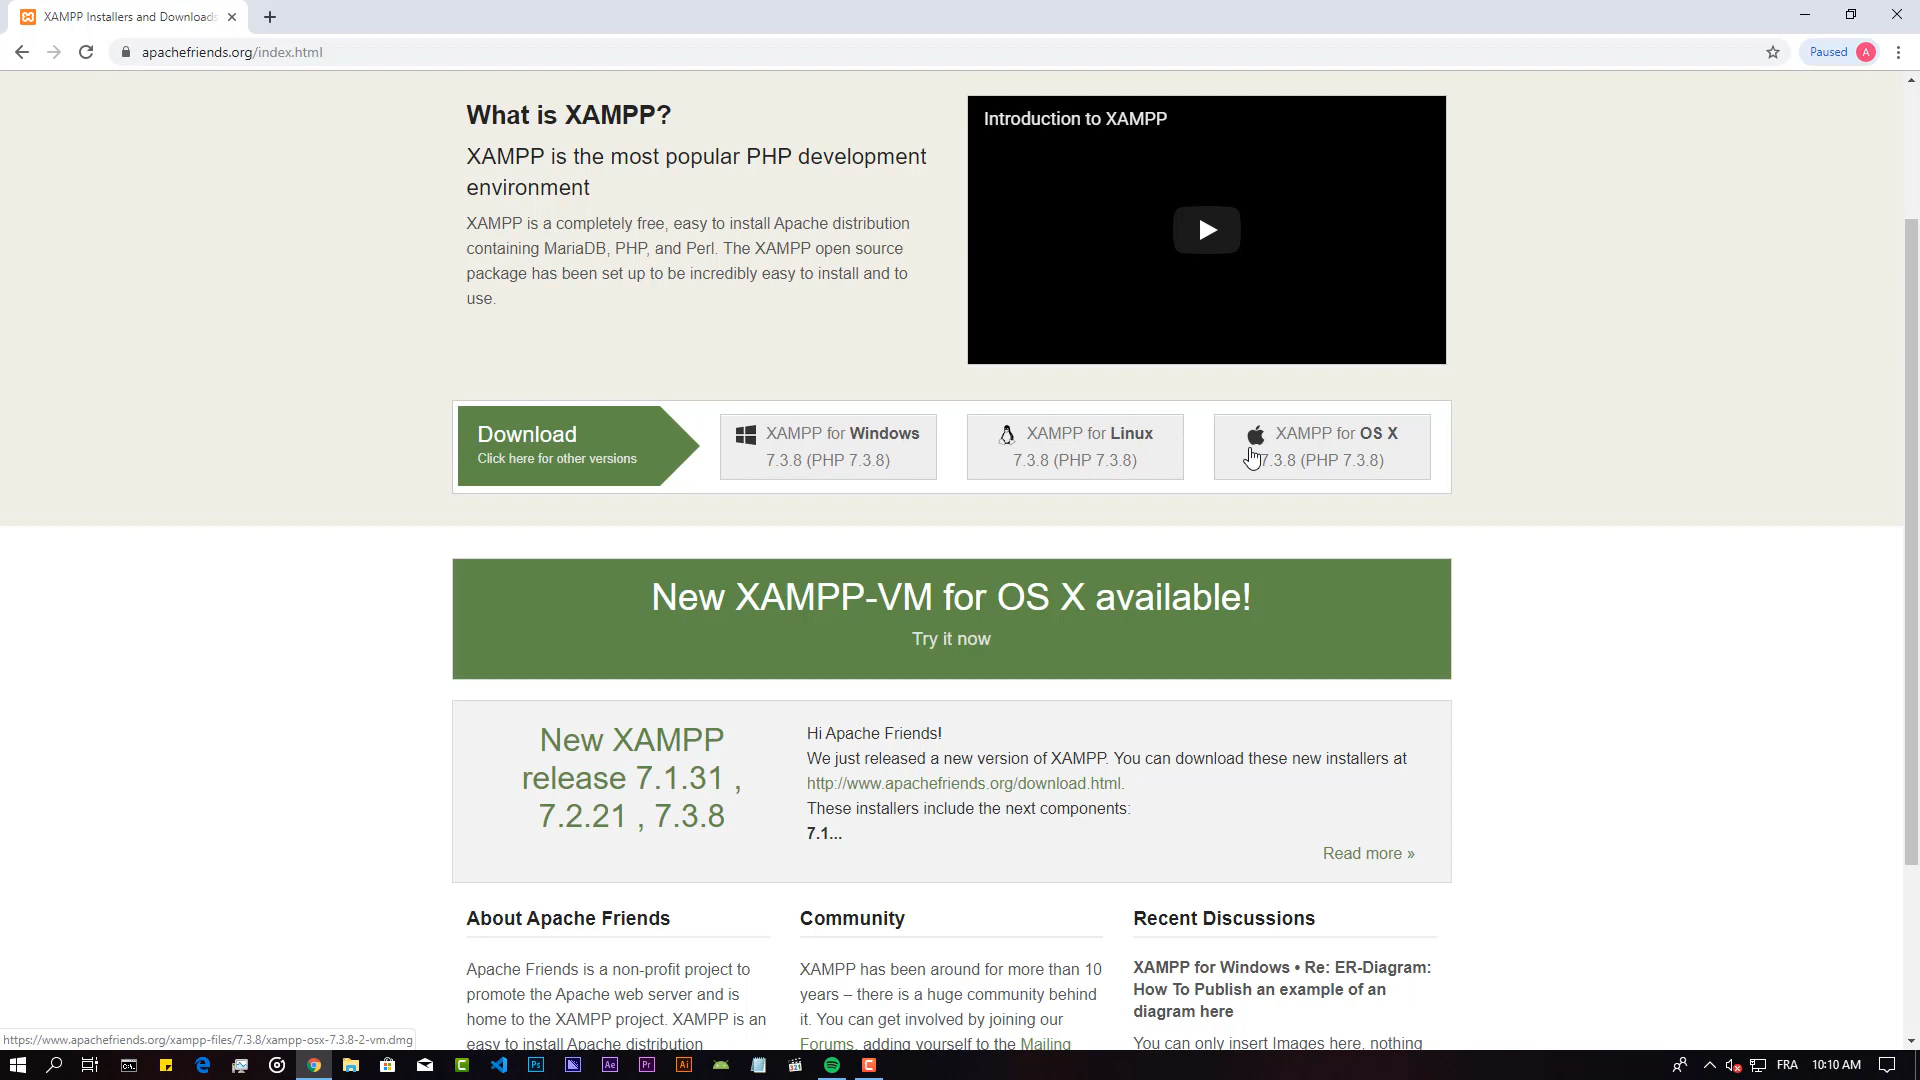 XAMPP Installers and Downloads
apachefriends.org/index.html
Paused
A
What is XAMPP?
XAMPP is the most popular PHP development
environment
XAMPP is a completely free, easy to install Apache distribution
containing MariaDB, PHP, and Perl. The XAMPP open source
package has been set up to be incredibly easy to install and to
use.
Introduction to XAMPP
Download
Click here for other versions
XAMPP for Windows
7.3.8 (PHP 7.3.8)
XAMPP for Linux
7.3.8 (PHP 7.3.8)
XAMPP for OS X
7.3.8 (PHP 7.3.8)
New XAMPP-VM for OS X available!
Try it now
New XAMPP
release 7.1.31 ,
7.2.21 , 7.3.8
Hi Apache Friends!
We just released a new version of XAMPP. You can download these new installers at
http://www.apachefriends.org/download.html.
These installers include the next components:
7.1...
Read more »
About Apache Friends
Apache Friends is a non-profit project to
promote the Apache web server and is
home to the XAMPP project. XAMPP is an
easy to install Apache distribution
Community
XAMPP has been around for more than 10
years – there is a huge community behind
it. You can get involved by joining our
Forums, adding yourself to the Mailing
Recent Discussions
XAMPP for Windows • Re: ER-Diagram:
How To Publish an example of an
diagram here
You can only insert Images here, nothing
https://www.apachefriends.org/xampp-files/7.3.8/xampp-osx-7.3.8-2-vm.dmg
Ps
Ae
Pr
Ai
FRA
10:10 AM